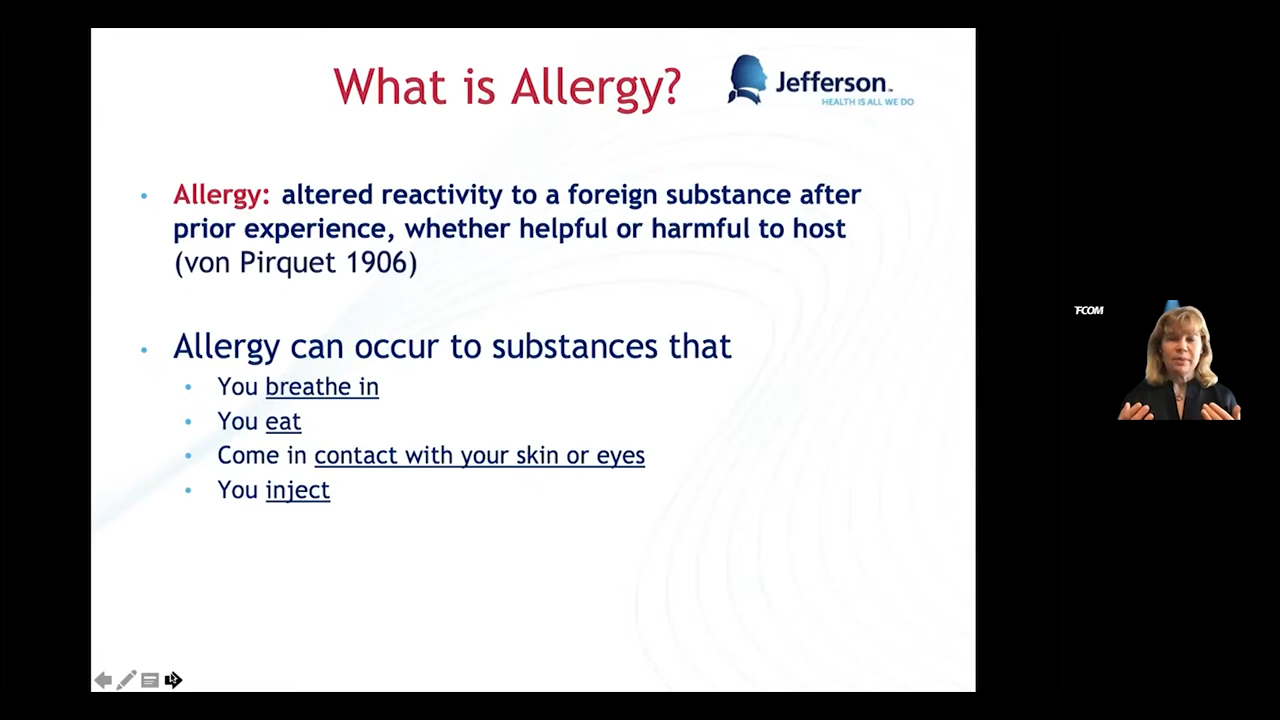 What is Allergy?
Jefferson
HEALTH IS ALL WE DO
• Allergy: altered reactivity to a foreign substance after
prior experience, whether helpful or harmful to host
(von Pirquet 1906)
• Allergy can occur to substances that
• You breathe in
• You eat
• Come in contact with your skin or eyes
• You inject
FCOM